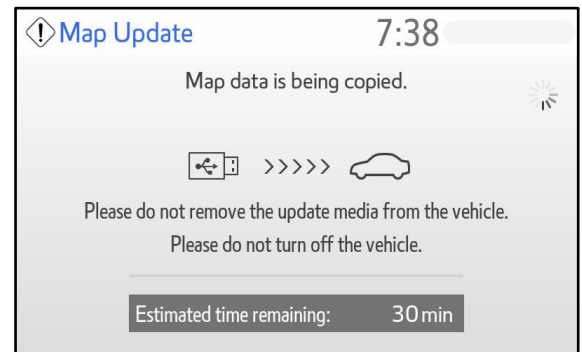 Map Update 7:38
Map data is being copied.
Please do not remove the update media from the vehicle.
Please do not turn off the vehicle.
Estimated time remaining: 30 min